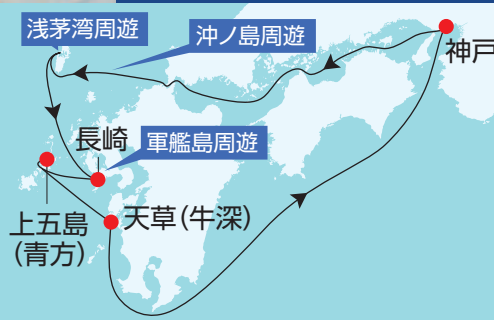 浅茅湾周遊
沖ノ島周遊
神戸
長崎
軍艦島周遊
上五島
(青方)
天草(牛深)